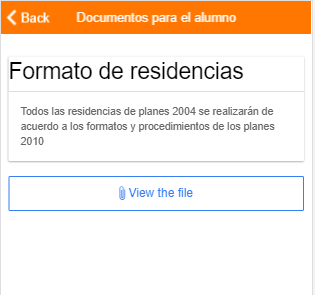 Back Documentos para el alumno
Formato de residencias
Todos las residencias de planes 2004 se realizarán de
acuerdo a los formatos y procedimientos de los planes
2010
View the file